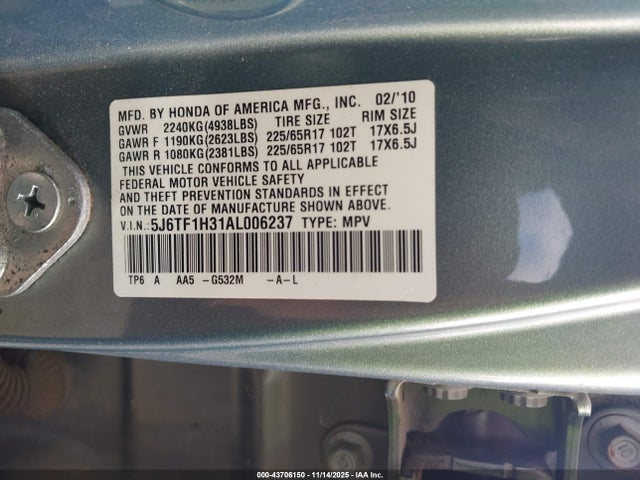 MFD. BY HONDA OF AMERICA MFG., INC. 02/'10
GVWR 2240KG(4938LBS) TIRE SIZE RIM SIZE
GAWR F 1190KG(2623LBS) 225/65R17 102T 17X6.5J
GAWR R 1080KG(2381LBS) 225/65R17 102T 17X6.5J
THIS VEHICLE CONFORMS TO ALL APPLICABLE
FEDERAL MOTOR VEHICLE SAFETY
AND THEFT PREVENTION STANDARDS IN EFFECT
ON THE DATE OF MANUFACTURE SHOWN ABOVE.
V.I.N.: 5J6TF1H31AL006237 TYPE: MPV
TP6 A AA5 -G532M -A-L
000-43706150 - 11/14/2025 - IAA Inc.